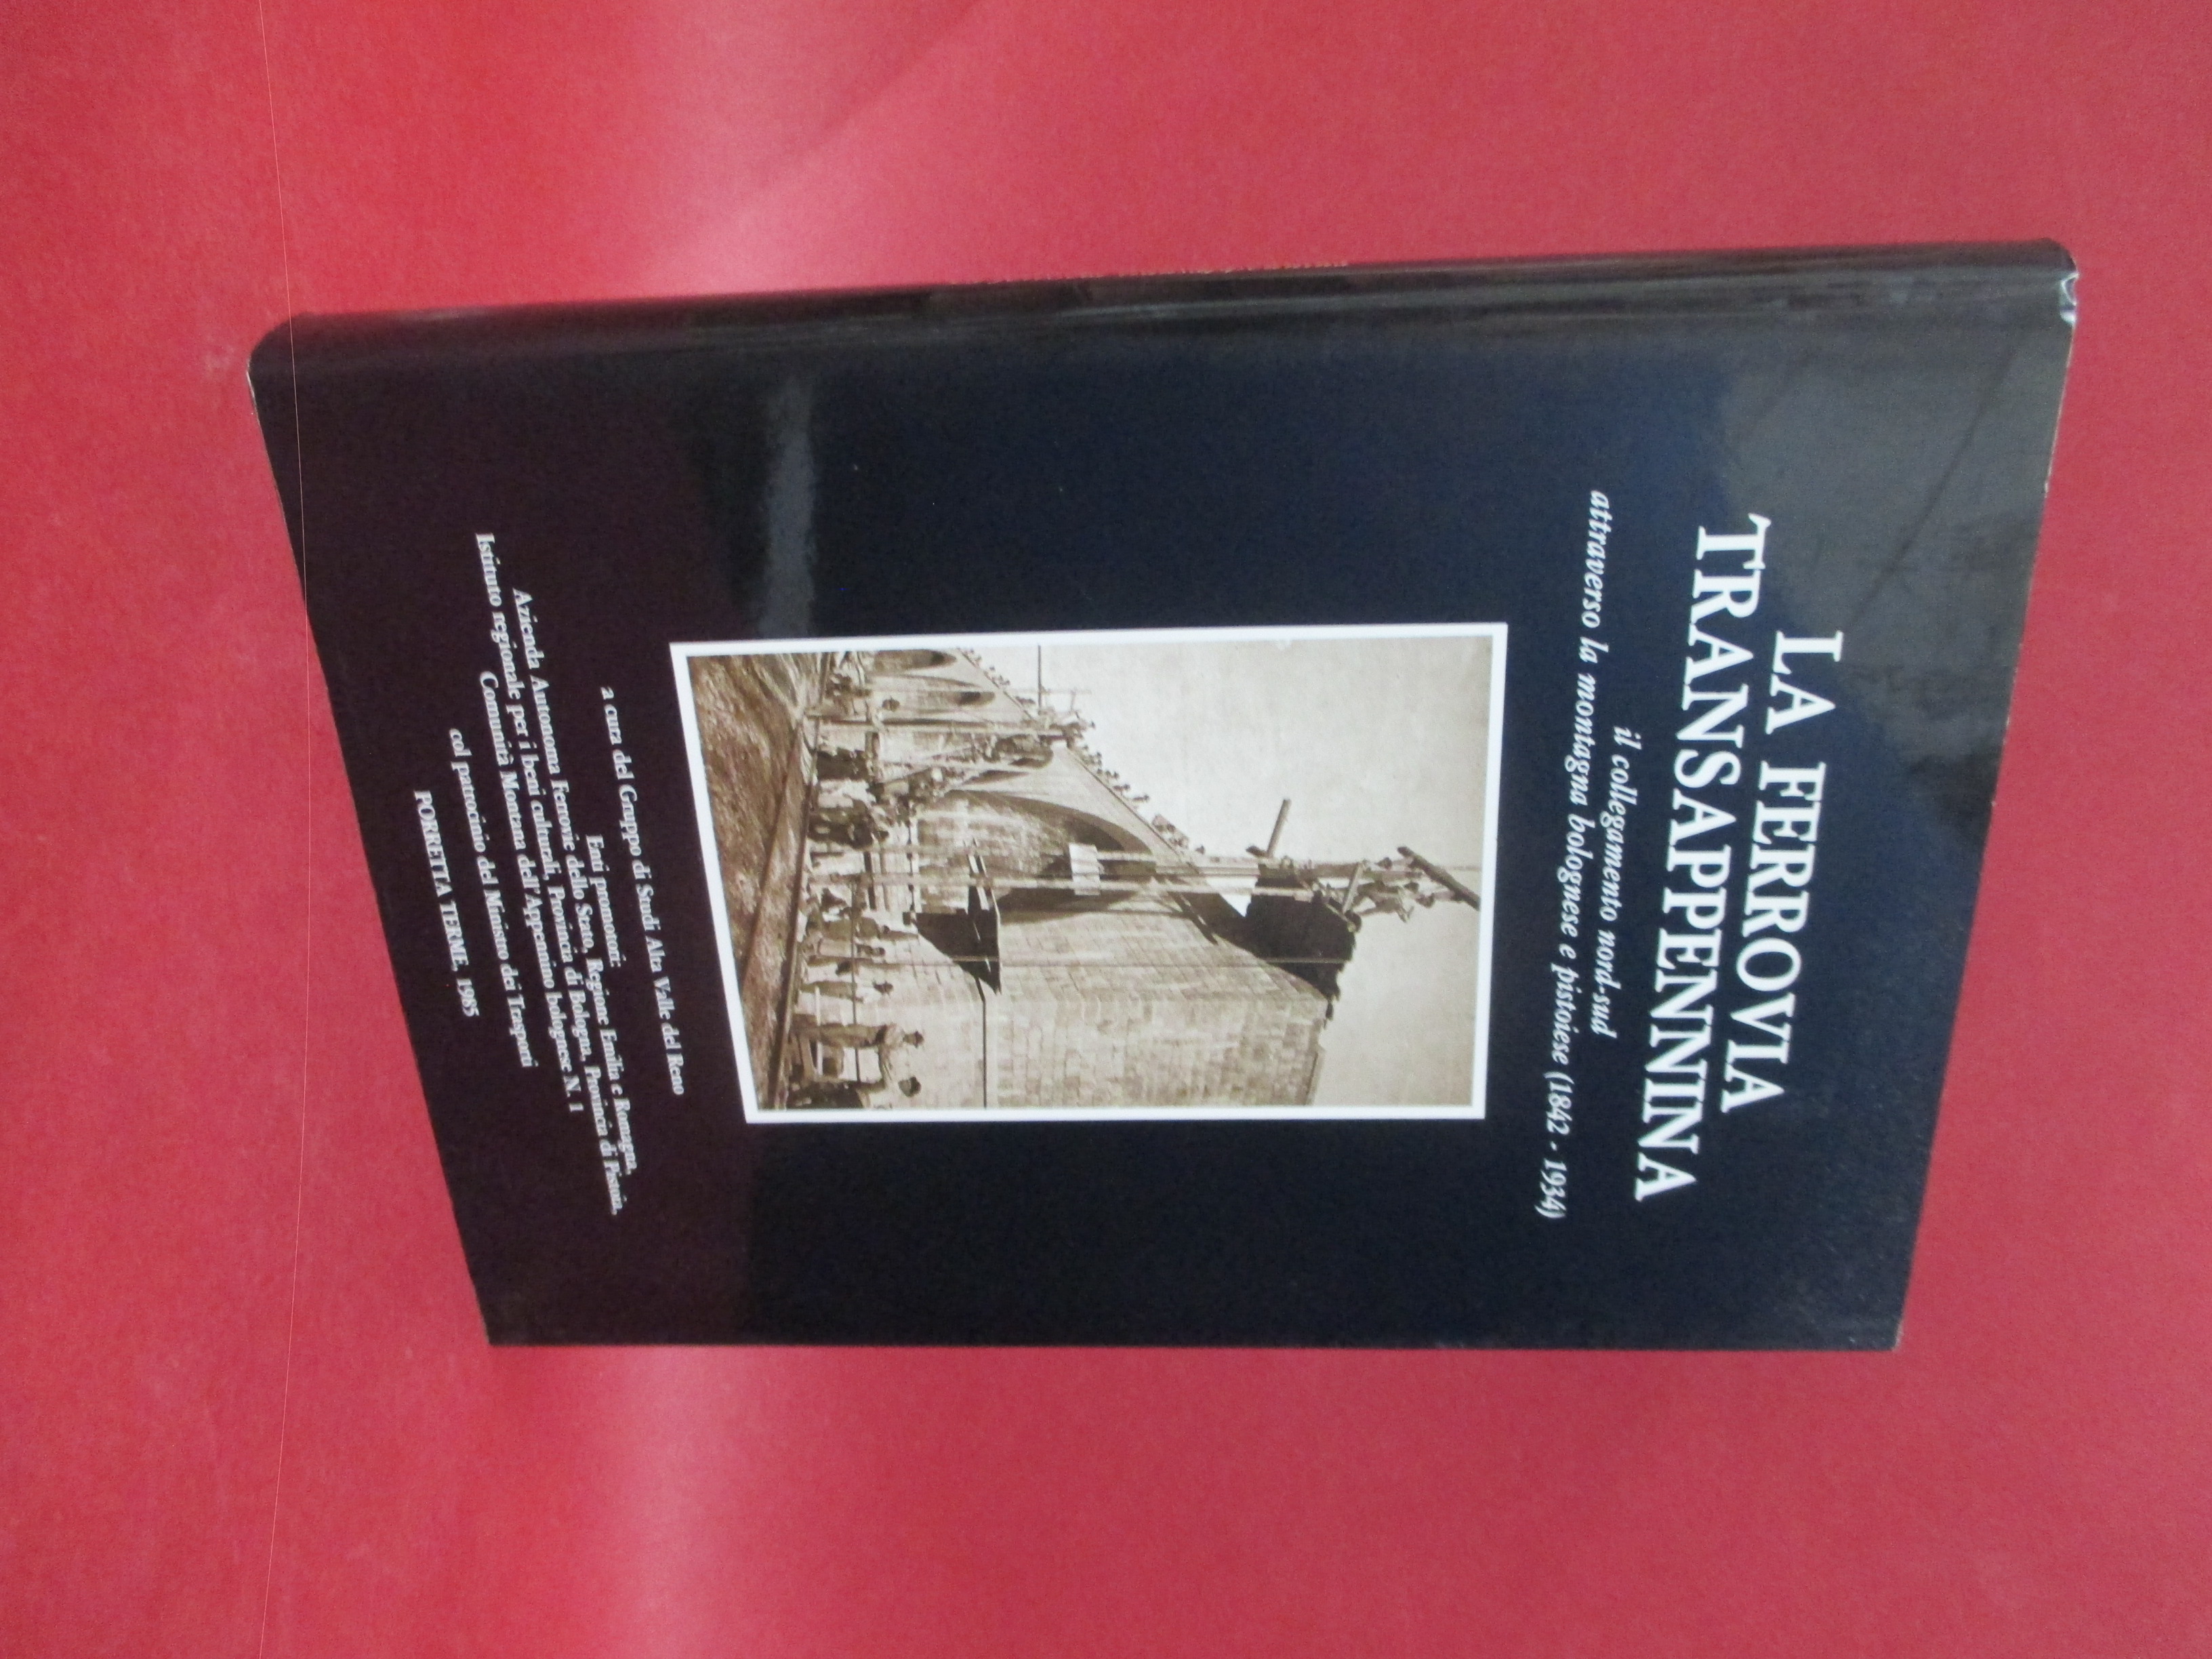 LA FERROVIA
TRANSAPPENNINA
il collegamento nord-sud
attraverso la montagna bolognese e pistoiese (1842 - 1934)
a cura del Gruppo di Studi Alta Valle del Reno
Enti promotori:
Azienda Autonoma Ferrovie dello Stato, Regione Emilia e Romagna,
Istituto regionale per i beni culturali, Provincia di Bologna, Provincia di Pistoia,
Comunità Montana dell'Appennino bolognese N. 1
col patrocinio del Ministro dei Trasporti
PORRETTA TERME, 1985